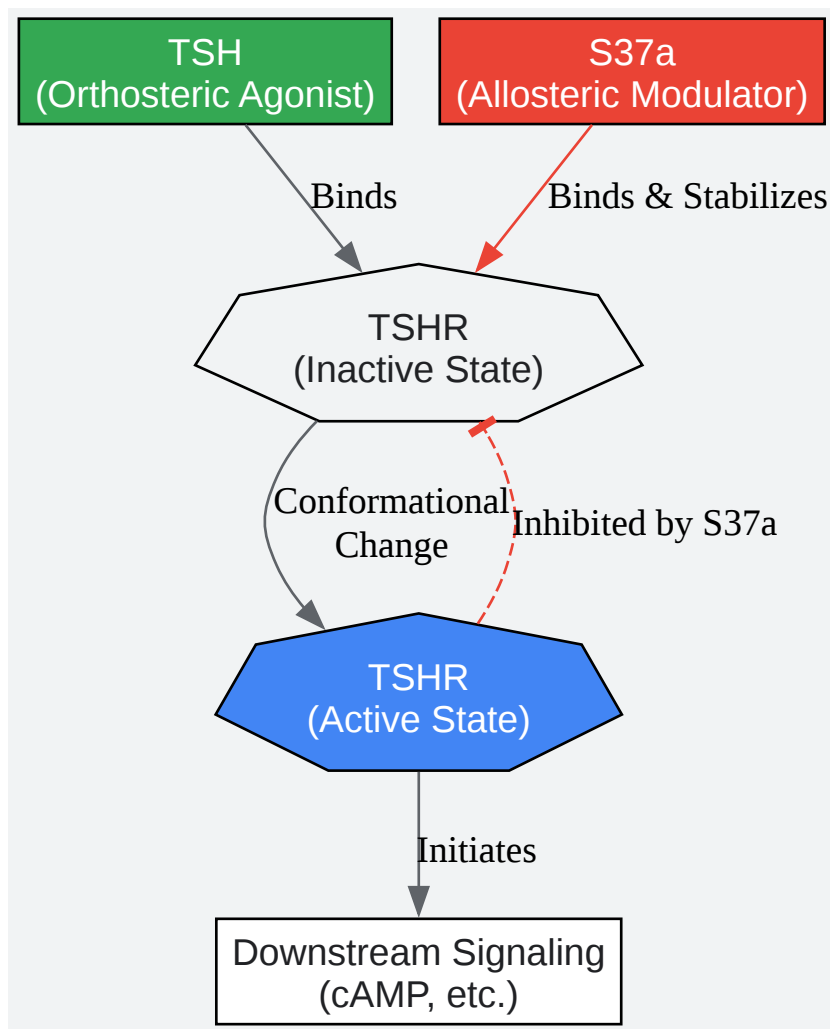 TSH
(Orthosteric Agonist)
S37a
(Allosteric Modulator)
Binds
Binds & Stabilizes
TSHR
(Inactive State)
Conformational
Change
Inhibited by S37a
TSHR
(Active State)
Initiates
Downstream Signaling
(cAMP, etc.)